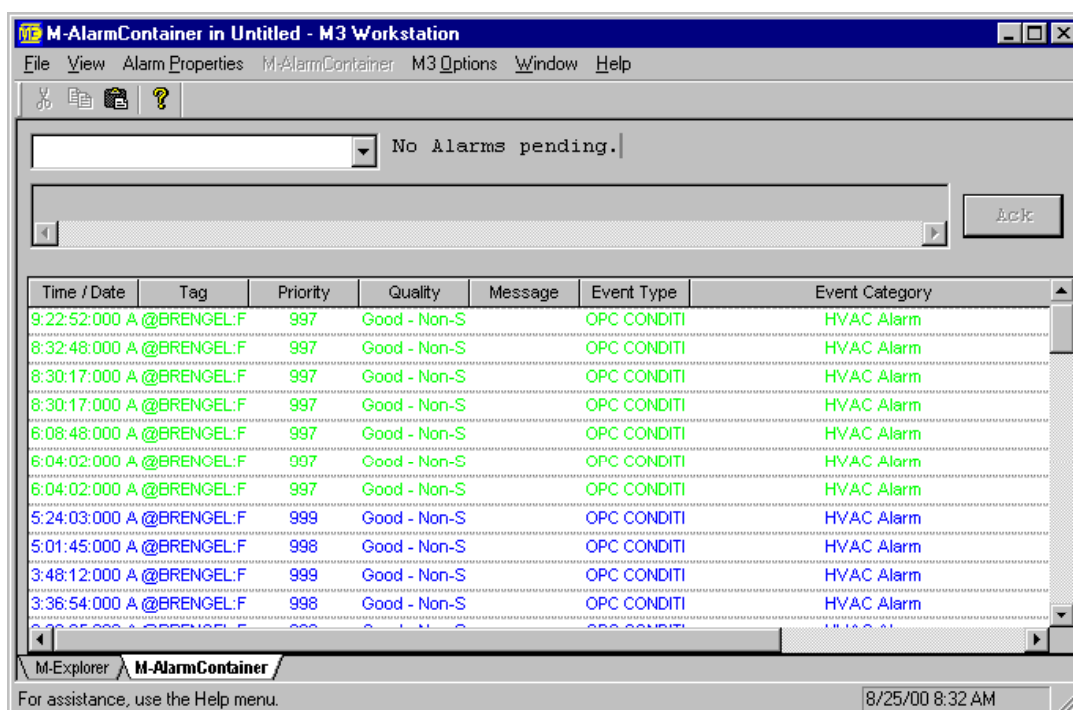 M-AlarmContainer in Untitled - M3 Workstation
File View Alarm Properties M-AlarmContainer M3 Options Window Help
No Alarms pending.
Ack
Time / Date Tag Priority Quality Message Event Type Event Category
9:22:52:000 A @BRENGEL:F 997 Good - Non-S OPC CONDITI HVAC Alarm
8:32:48:000 A @BRENGEL:F 997 Good - Non-S OPC CONDITI HVAC Alarm
8:30:17:000 A @BRENGEL:F 997 Good - Non-S OPC CONDITI HVAC Alarm
8:30:17:000 A @BRENGEL:F 997 Good - Non-S OPC CONDITI HVAC Alarm
6:08:48:000 A @BRENGEL:F 997 Good - Non-S OPC CONDITI HVAC Alarm
6:04:02:000 A @BRENGEL:F 997 Good - Non-S OPC CONDITI HVAC Alarm
6:04:02:000 A @BRENGEL:F 997 Good - Non-S OPC CONDITI HVAC Alarm
5:24:03:000 A @BRENGEL:F 999 Good - Non-S OPC CONDITI HVAC Alarm
5:01:45:000 A @BRENGEL:F 998 Good - Non-S OPC CONDITI HVAC Alarm
3:48:12:000 A @BRENGEL:F 999 Good - Non-S OPC CONDITI HVAC Alarm
3:36:54:000 A @BRENGEL:F 998 Good - Non-S OPC CONDITI HVAC Alarm
M-Explorer M-AlarmContainer
For assistance, use the Help menu. 8/25/00 8:32 AM